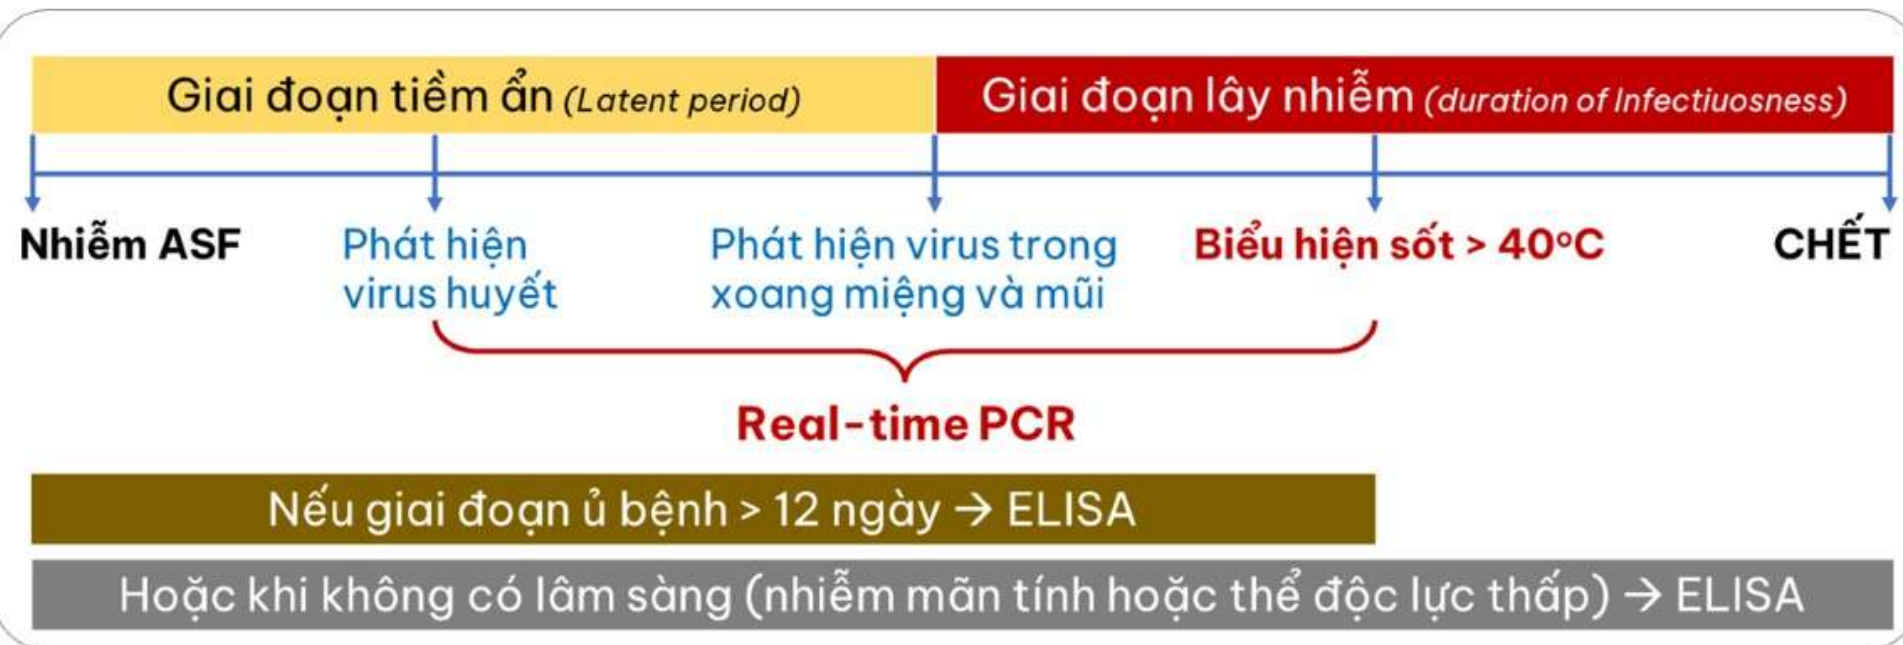 Giai đoạn tiềm ẩn (Latent period)
Giai đoạn lây nhiễm (duration of Infectiuosness)
Nhiễm ASF
Phát hiện
virus huyết
Phát hiện virus trong
xoang miệng và mũi
Biểu hiện sốt > 40ºC
CHẾT
Real-time PCR
Nếu giai đoạn ủ bệnh > 12 ngày → ELISA
Hoặc khi không có lâm sàng (nhiễm mãn tính hoặc thể độc lực thấp) → ELISA